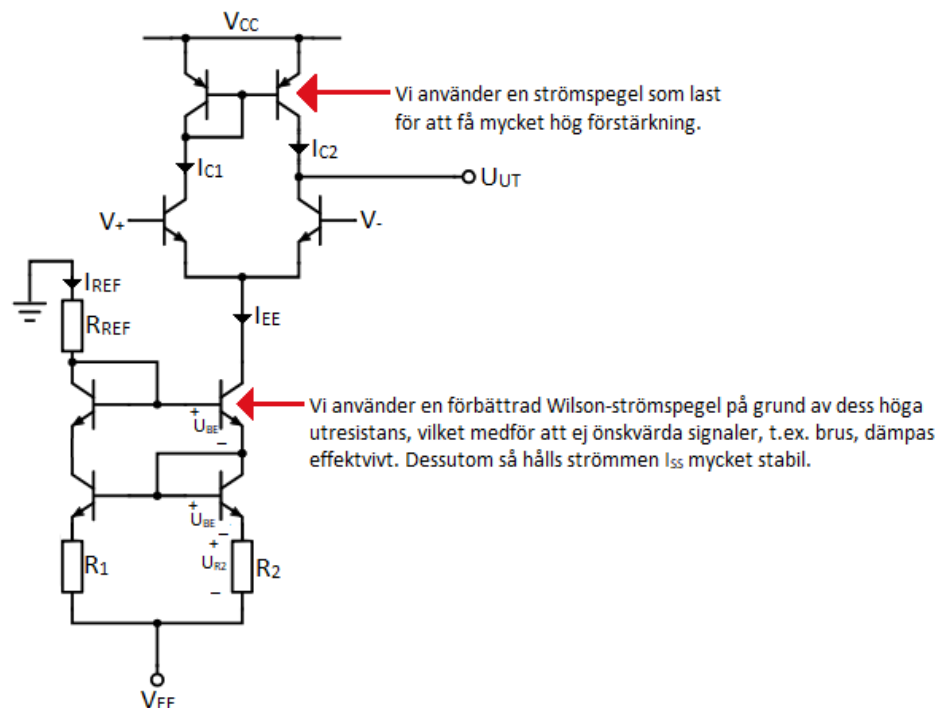 VCC
Vi använder en strömspegel som last
för att få mycket hög förstärkning.
IC1
IC2
UUT
V+
V-
IREF
RREF
IEE
Vi använder en förbättrad Wilson-strömspegel på grund av dess höga
utresistans, vilket medför att ej önskvärda signaler, t.ex. brus, dämpas
effektvivt. Dessutom så hålls strömmen ISS mycket stabil.
+
UBE
–
+
UBE
–
R1
+
UR2
–
R2
VEE